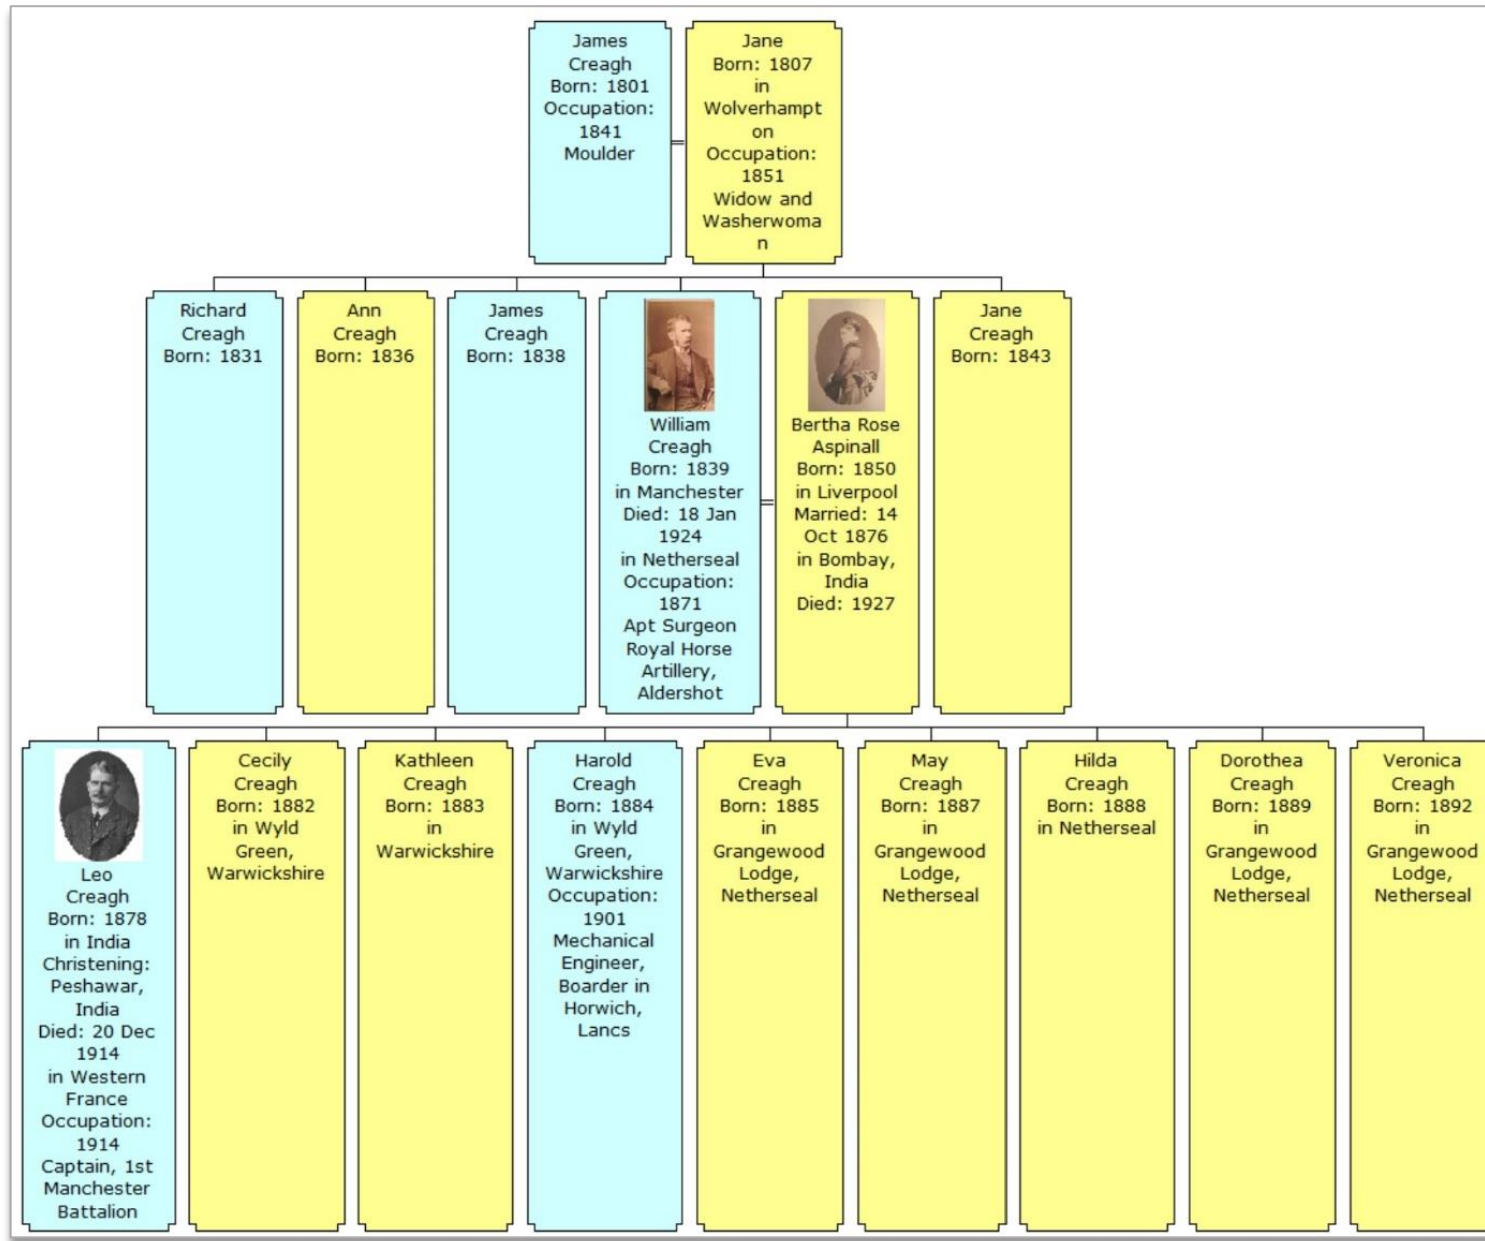 James
Creagh
Born: 1801
Occupation:
1841
Moulder
Jane
Born: 1807
in
Wolverhampt
on
Occupation:
1851
Widow and
Washerwoma
n
Richard
Creagh
Born: 1831
Ann
Creagh
Born: 1836
James
Creagh
Born: 1838
William
Creagh
Born: 1839
in Manchester
Died: 18 Jan
1924
in Netherseal
Occupation:
1871
Apt Surgeon
Royal Horse
Artillery,
Aldershot
Bertha Rose
Aspinall
Born: 1850
in Liverpool
Married: 14
Oct 1876
in Bombay,
India
Died: 1927
Jane
Creagh
Born: 1843
Leo
Creagh
Born: 1878
in India
Christening:
Peshawar,
India
Died: 20 Dec
1914
in Western
France
Occupation:
1914
Captain, 1st
Manchester
Battalion
Cecily
Creagh
Born: 1882
in Wyld
Green,
Warwickshire
Kathleen
Creagh
Born: 1883
in
Warwickshire
Harold
Creagh
Born: 1884
in Wyld
Green,
Warwickshire
Occupation:
1901
Mechanical
Engineer,
Boarder in
Horwich,
Lancs
Eva
Creagh
Born: 1885
in
Grangewood
Lodge,
Netherseal
May
Creagh
Born: 1887
in
Grangewood
Lodge,
Netherseal
Hilda
Creagh
Born: 1888
in Netherseal
Dorothea
Creagh
Born: 1889
in
Grangewood
Lodge,
Netherseal
Veronica
Creagh
Born: 1892
in
Grangewood
Lodge,
Netherseal